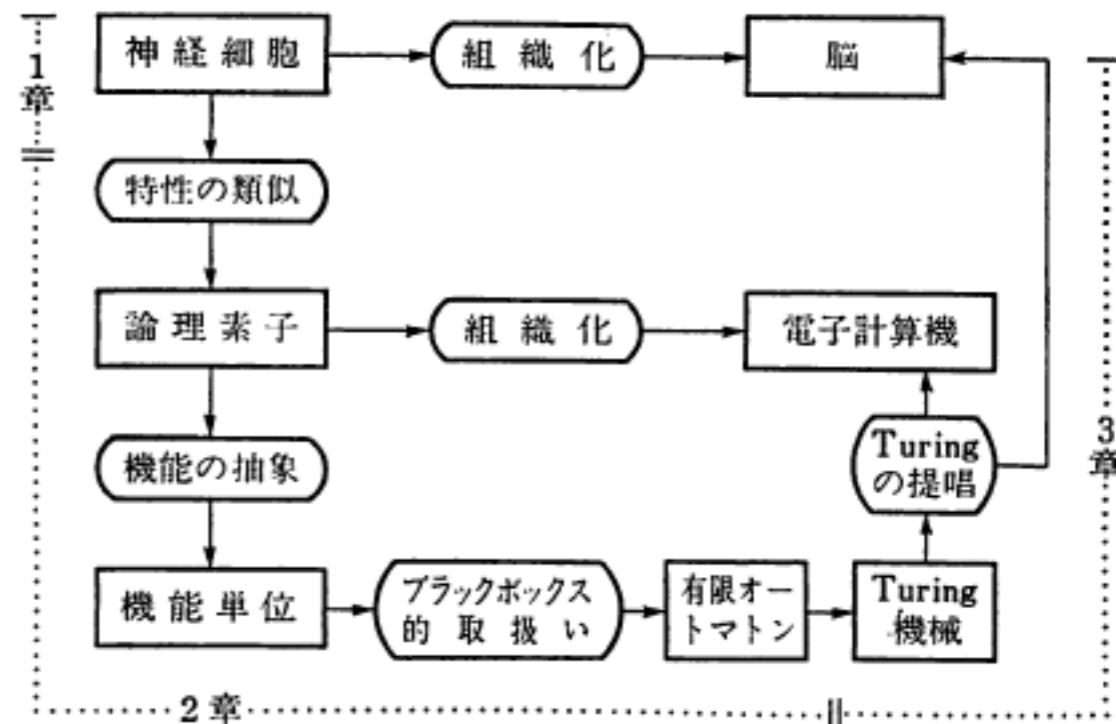 神経細胞
組織化
脳
1
章
特性の類似
論理素子
組織化
電子計算機
機能の抽象
Turing
の提唱
3
章
機能単位
ブラックボックス
的取扱い
有限オー
トマトン
Turing
機械
2章